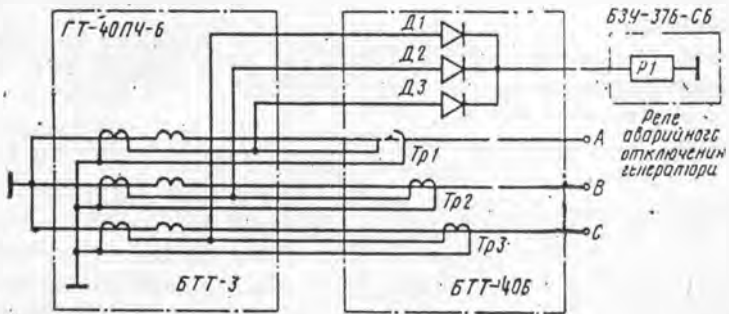 ГТ-40ПЧ-6
Д1
Д2
Д3
БЗУ-376-СБ
Р1
Реле
аварийного
отключения
генератора
A
Тр1
B
Тр2
C
Тр3
БТТ-3
БТТ-40Б